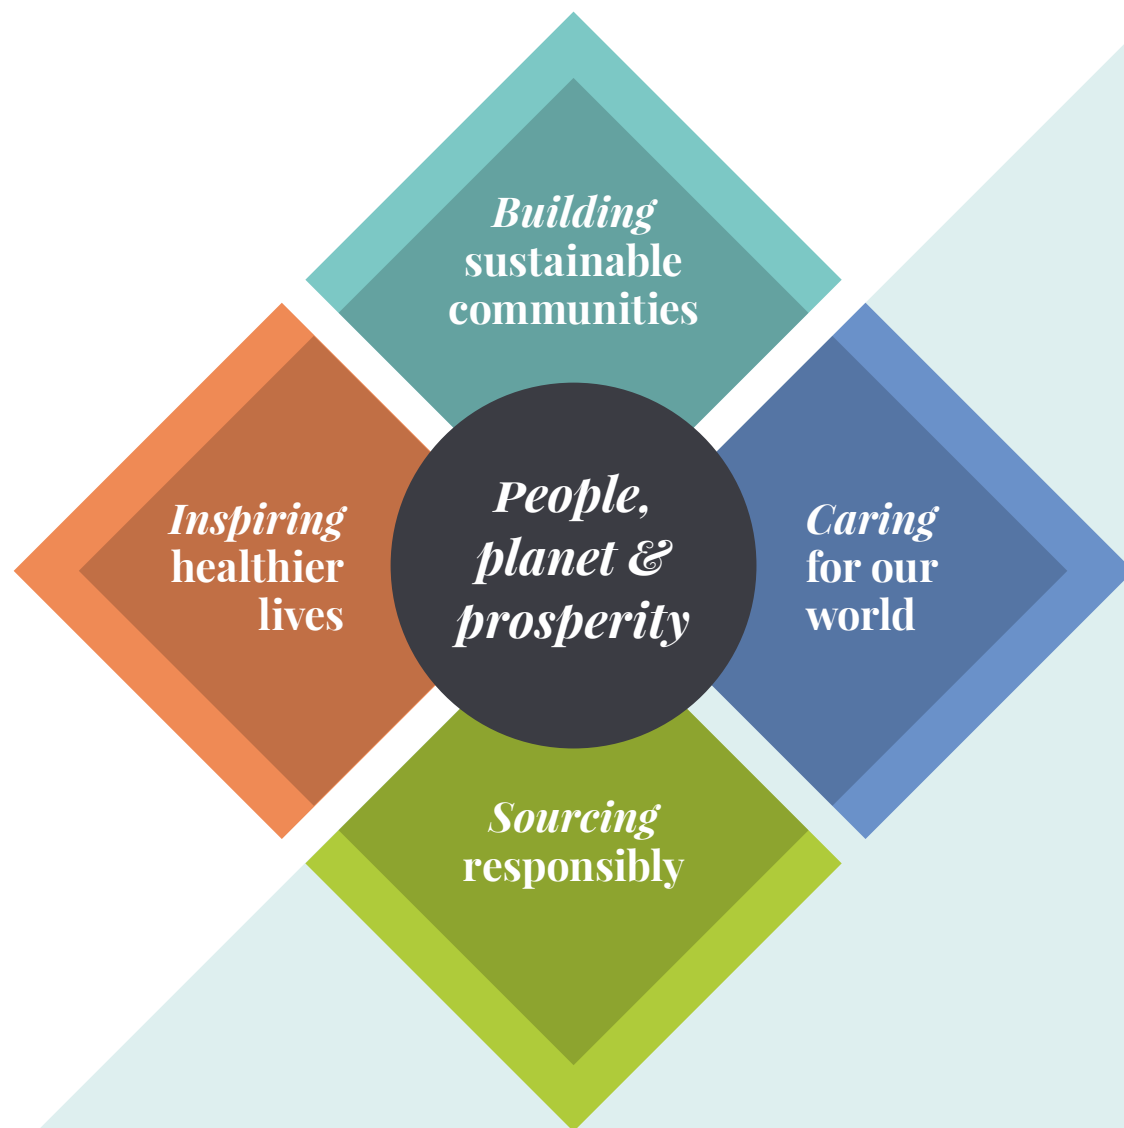 Building
sustainable
communities
Inspiring
healthier
lives
People,
planet &
prosperity
Caring
for our
world
Sourcing
responsibly